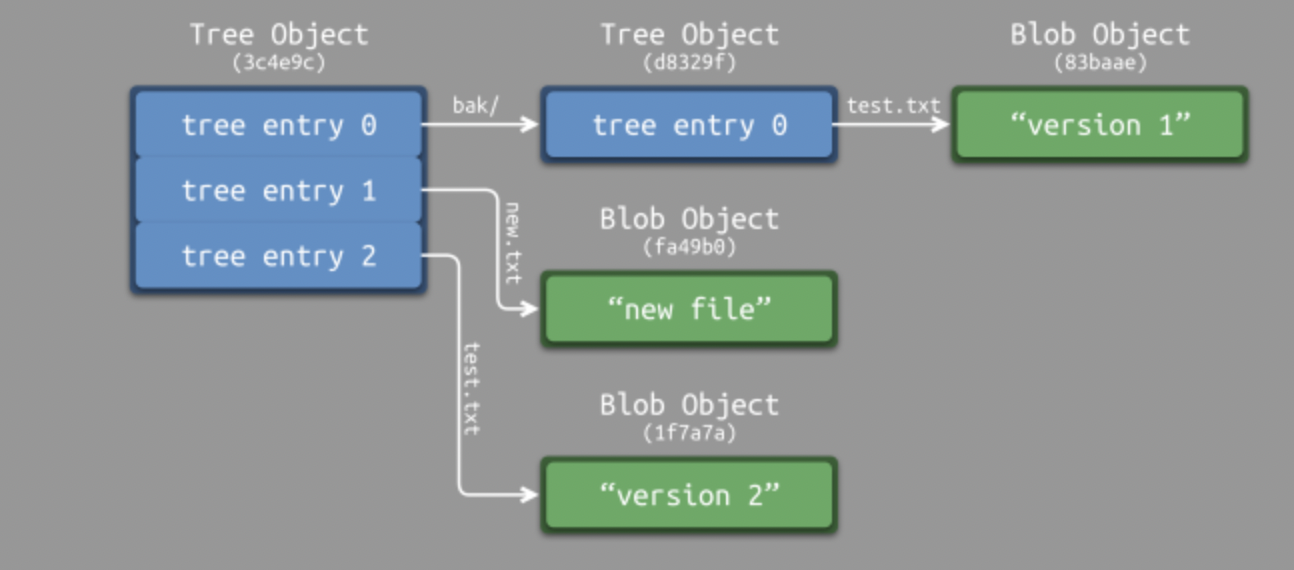 Tree Object
(3c4e9c)
tree entry 0
tree entry 1
tree entry 2
bak/
new.txt
test.txt
Tree Object
(d8329f)
tree entry 0
test.txt
Blob Object
(83baae)
“version 1”
Blob Object
(fa49b0)
“new file”
Blob Object
(1f7a7a)
“version 2”